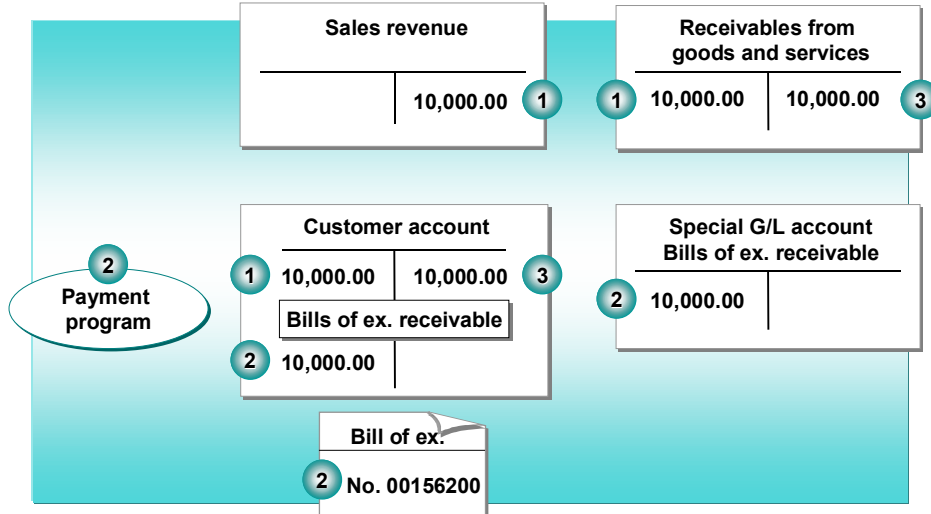 Sales revenue
10,000.00 1
Receivables from
goods and services
1 10,000.00 10,000.00 3
2
Payment
program
Customer account
1 10,000.00 10,000.00 3
Bills of ex. receivable
2 10,000.00
Special G/L account
Bills of ex. receivable
2 10,000.00
Bill of ex.
2 No. 00156200